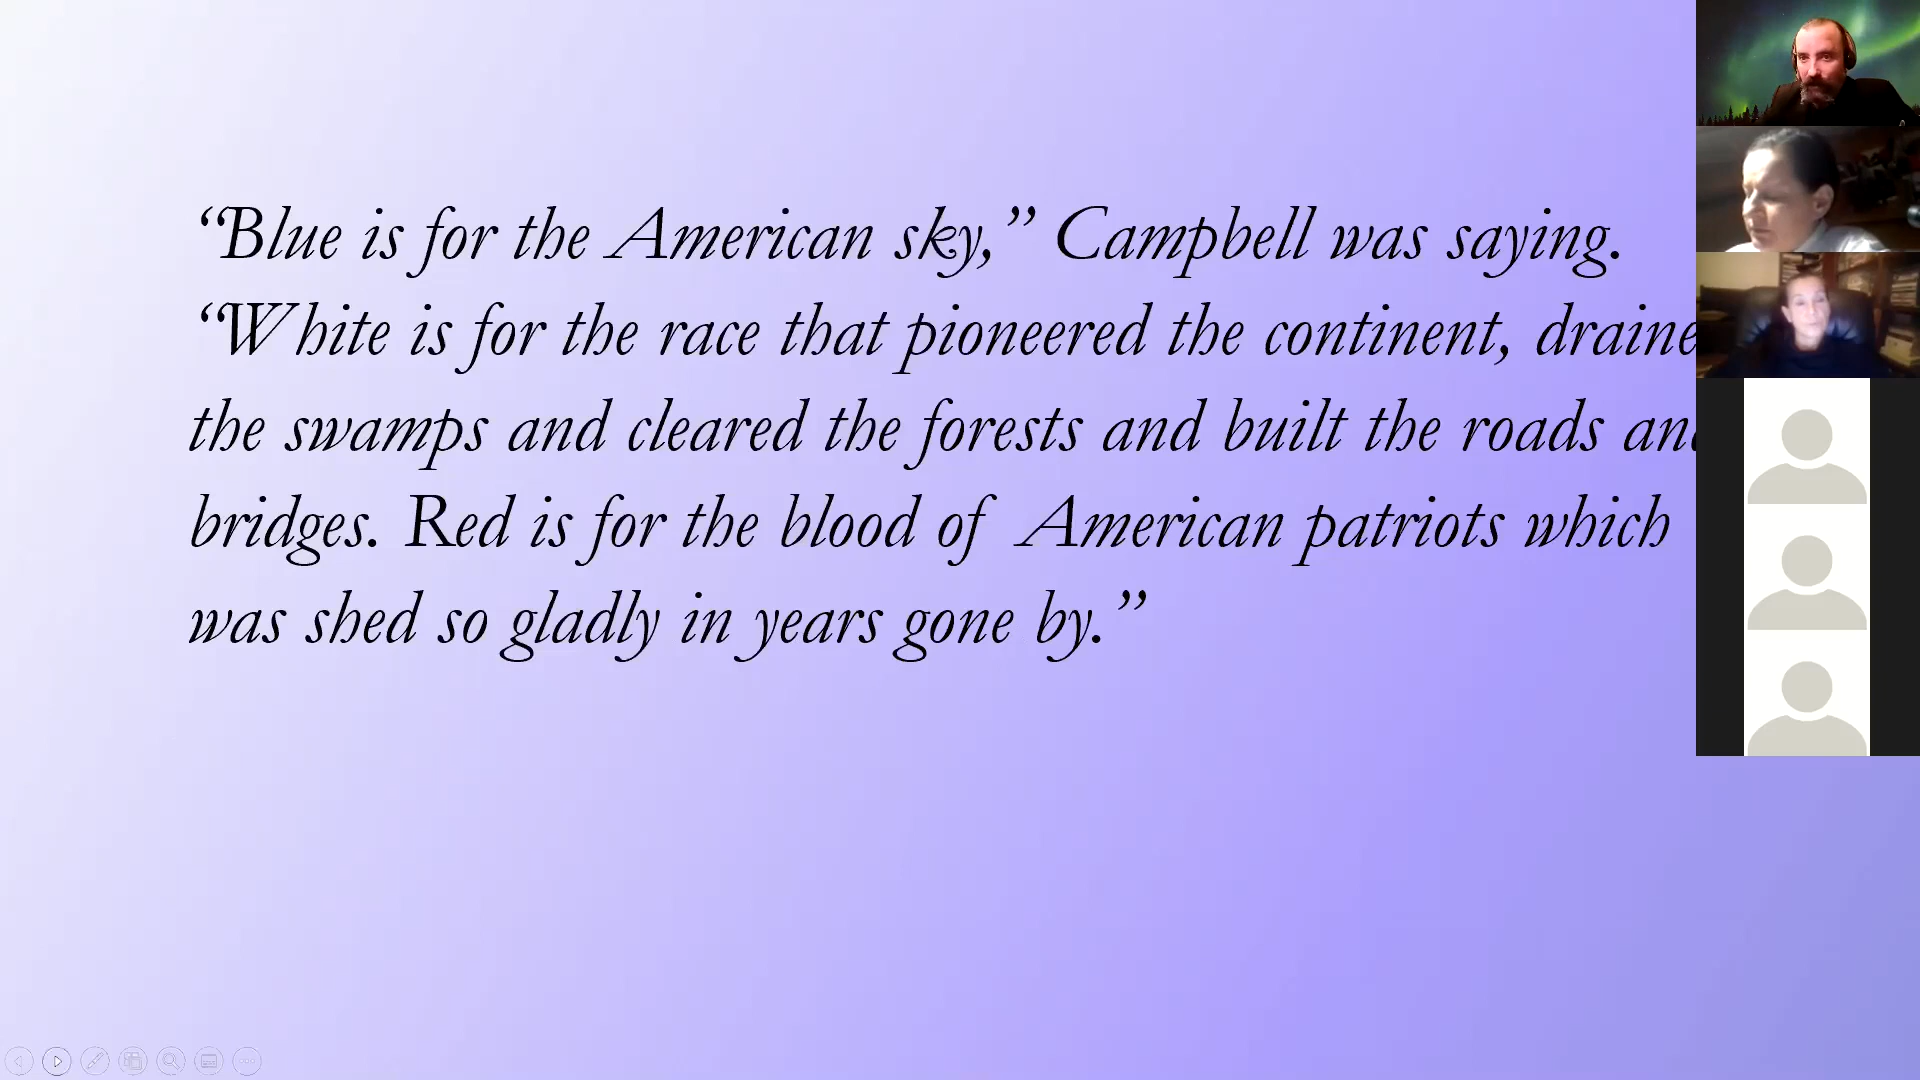 “Blue is for the American sky,” Campbell was saying.
“White is for the race that pioneered the continent,
the swamps and cleared the forests and built the roads
bridges. Red is for the blood of American patriots which
was shed so gladly in years gone by.”